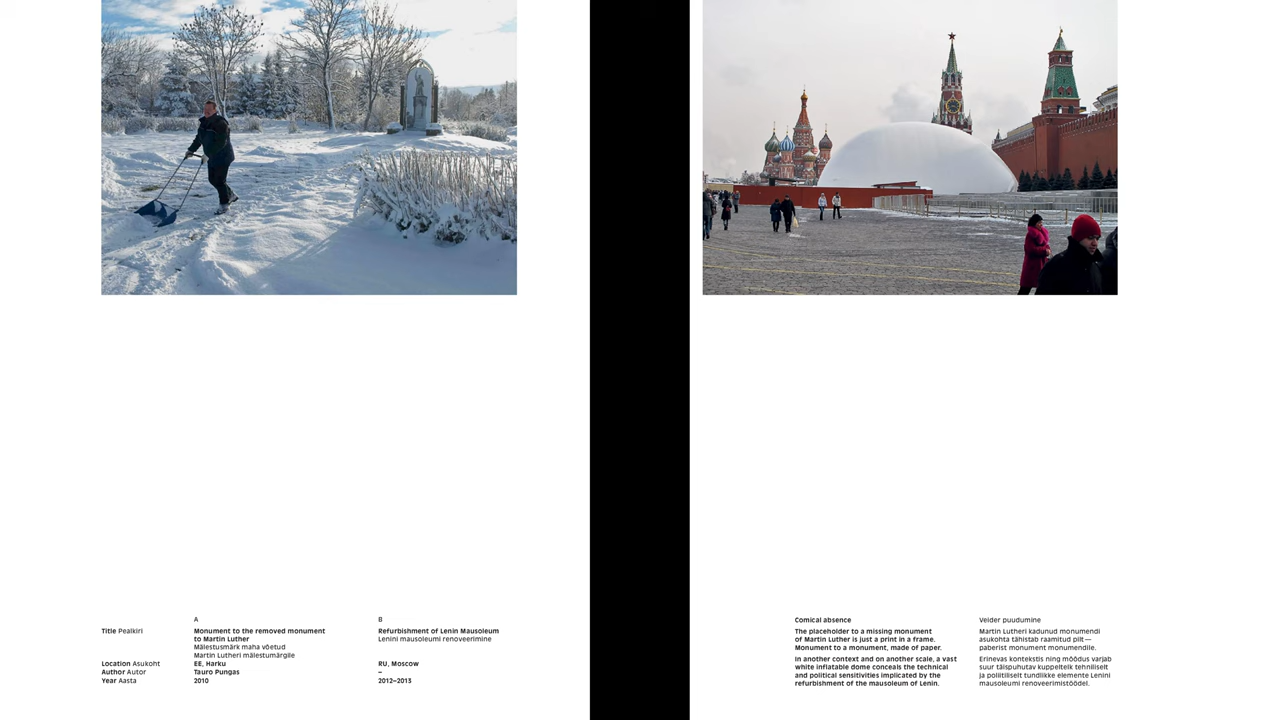 A
B
Title Pealkiri
Monument to the removed monument
to Martin Luther
Mälestusmärk maha võetud
Martin Lutheri mälestumärgile
Refurbishment of Lenin Mausoleum
Lenini mausoleumi renoveerimine
Location Asukoht
EE, Harku
RU, Moscow
Author Autor
Tauro Pungas
–
Year Aasta
2010
2012–2013
Comical absence
The placeholder to a missing monument
of Martin Luther is just a print in a frame.
Monument to a monument, made of paper.
In another context and on another scale, a vast
white inflatable dome conceals the technical
and political sensitivities implicated by the
refurbishment of the mausoleum of Lenin.
Veider puudumine
Martin Lutheri kadunud monumendi
asukohta tähistab raamitud pilt—
paberist monument monumendile.
Erinevas kontekstis ning mõõdus varjab
suur täispuhutav kuppeltelk tehniliselt
ja poliitiliselt tundlikke elemente Lenini
mausoleumi renoveerimistöödel.